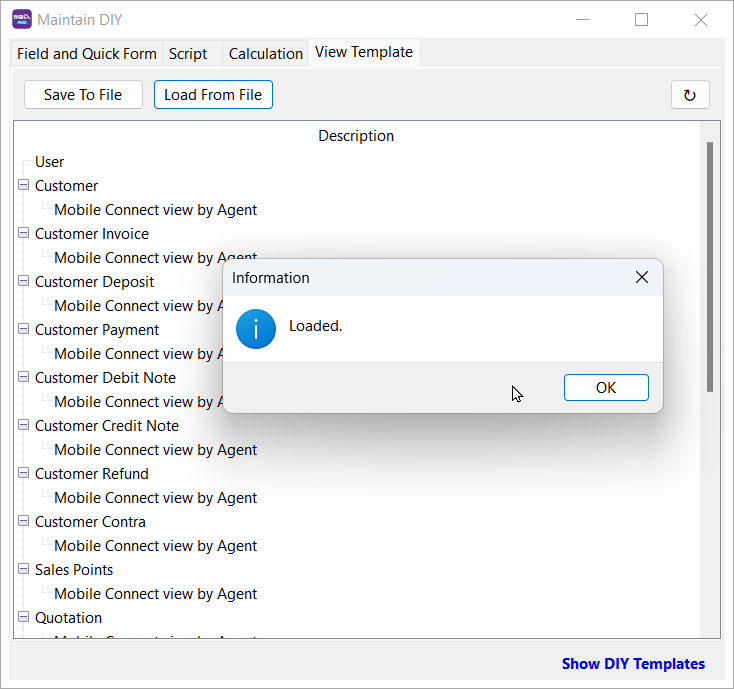 Maintain DIY
Field and Quick Form Script Calculation View Template
Save To File Load From File ↻
Description
User
Customer
Mobile Connect view by Agent
Customer Invoice
Mobile Connect view by Agent
Customer Deposit
Mobile Connect view by
Customer Payment
Mobile Connect view by
Customer Debit Note
Mobile Connect view by
Customer Credit Note
Mobile Connect view by Agent
Customer Refund
Mobile Connect view by Agent
Customer Contra
Mobile Connect view by Agent
Sales Points
Mobile Connect view by Agent
Quotation
Information
Loaded.
OK
Show DIY Templates